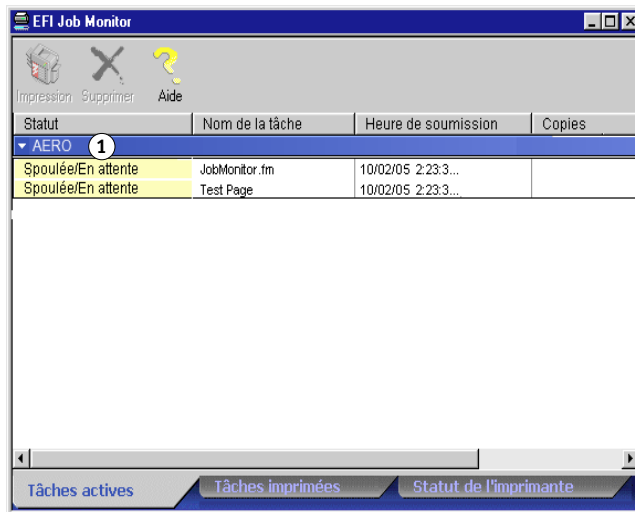 EFI Job Monitor
Impression Supprimer Aide
Statut Nom de la tâche Heure de soumission Copies
AERO 1
Spoulée/En attente JobMonitor.fm 10/02/05 2:23:3...
Spoulée/En attente Test Page 10/02/05 2:23:3...
Tâches actives Tâches imprimées Statut de l'imprimante